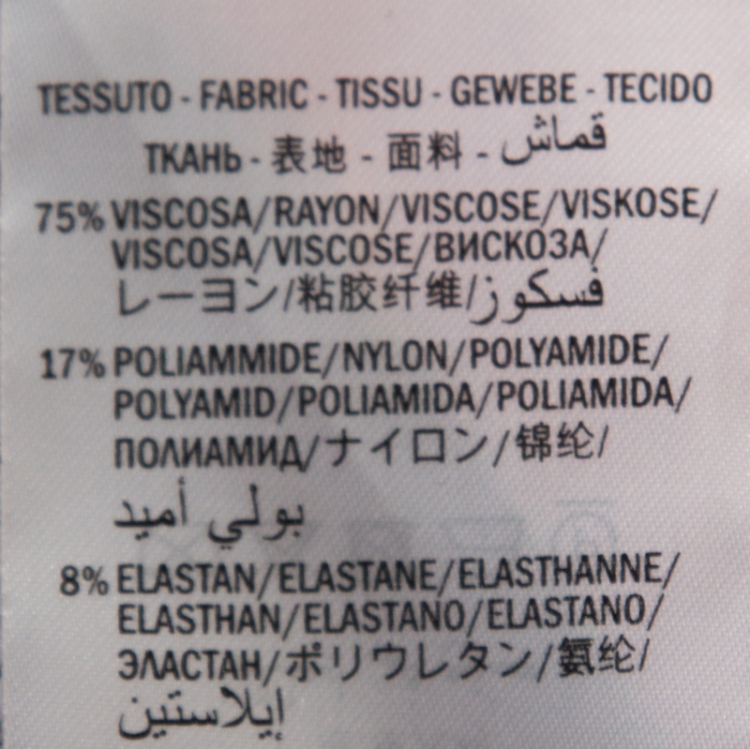 TESSUTO - FABRIC - TISSU - GEWEBE - TECIDO
ТКАНЬ - 表地 - 面料 - قماش
75% VISCOSA/RAYON/VISCOSE/VISKOSE/
VISCOSA/VISCOSE/ВИСКОЗА/
レーヨン/粘胶纤维/فسكوز
17% POLIAMMIDE/NYLON/POLYAMIDE/
POLYAMID/POLIAMIDA/POLIAMIDA/
ПОЛИАМИД/ナイロン/锦纶/
بولي أميد
8% ELASTAN/ELASTANE/ELASTHANNE/
ELASTHAN/ELASTANO/ELASTANO/
ЭЛАСТАН/ポリウレタン/氨纶/
إيلاستين